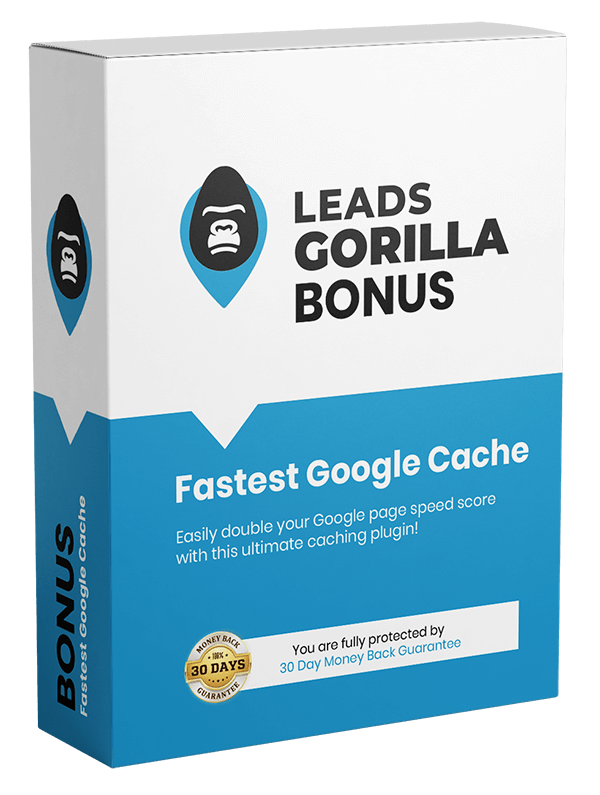 LEADS
GORILLA
BONUS
Fastest Google Cache
Easily double your Google page speed score
with this ultimate caching plugin!
MONEY BACK
100%
30 DAYS
GUARANTEE
You are fully protected by
30 Day Money Back Guarantee
BONUS
Fastest Google Cache